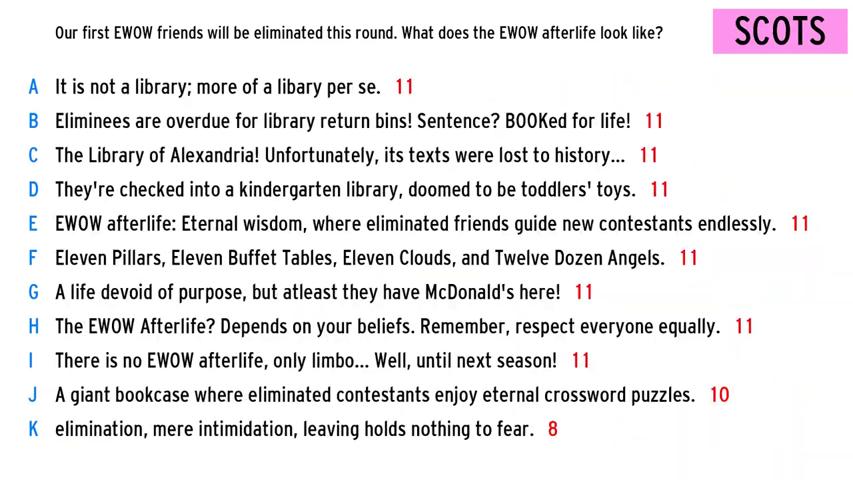 Our first EWOW friends will be eliminated this round. What does the EWOW afterlife look like?
SCOTS
A It is not a library; more of a libary per se. 11
B Eliminees are overdue for library return bins! Sentence? BOOKed for life! 11
C The Library of Alexandria! Unfortunately, its texts were lost to history... 11
D They're checked into a kindergarten library, doomed to be toddlers' toys. 11
E EWOW afterlife: Eternal wisdom, where eliminated friends guide new contestants endlessly. 11
F Eleven Pillars, Eleven Buffet Tables, Eleven Clouds, and Twelve Dozen Angels. 11
G A life devoid of purpose, but atleast they have McDonald's here! 11
H The EWOW Afterlife? Depends on your beliefs. Remember, respect everyone equally. 11
I There is no EWOW afterlife, only limbo... Well, until next season! 11
J A giant bookcase where eliminated contestants enjoy eternal crossword puzzles. 10
K elimination, mere intimidation, leaving holds nothing to fear. 8